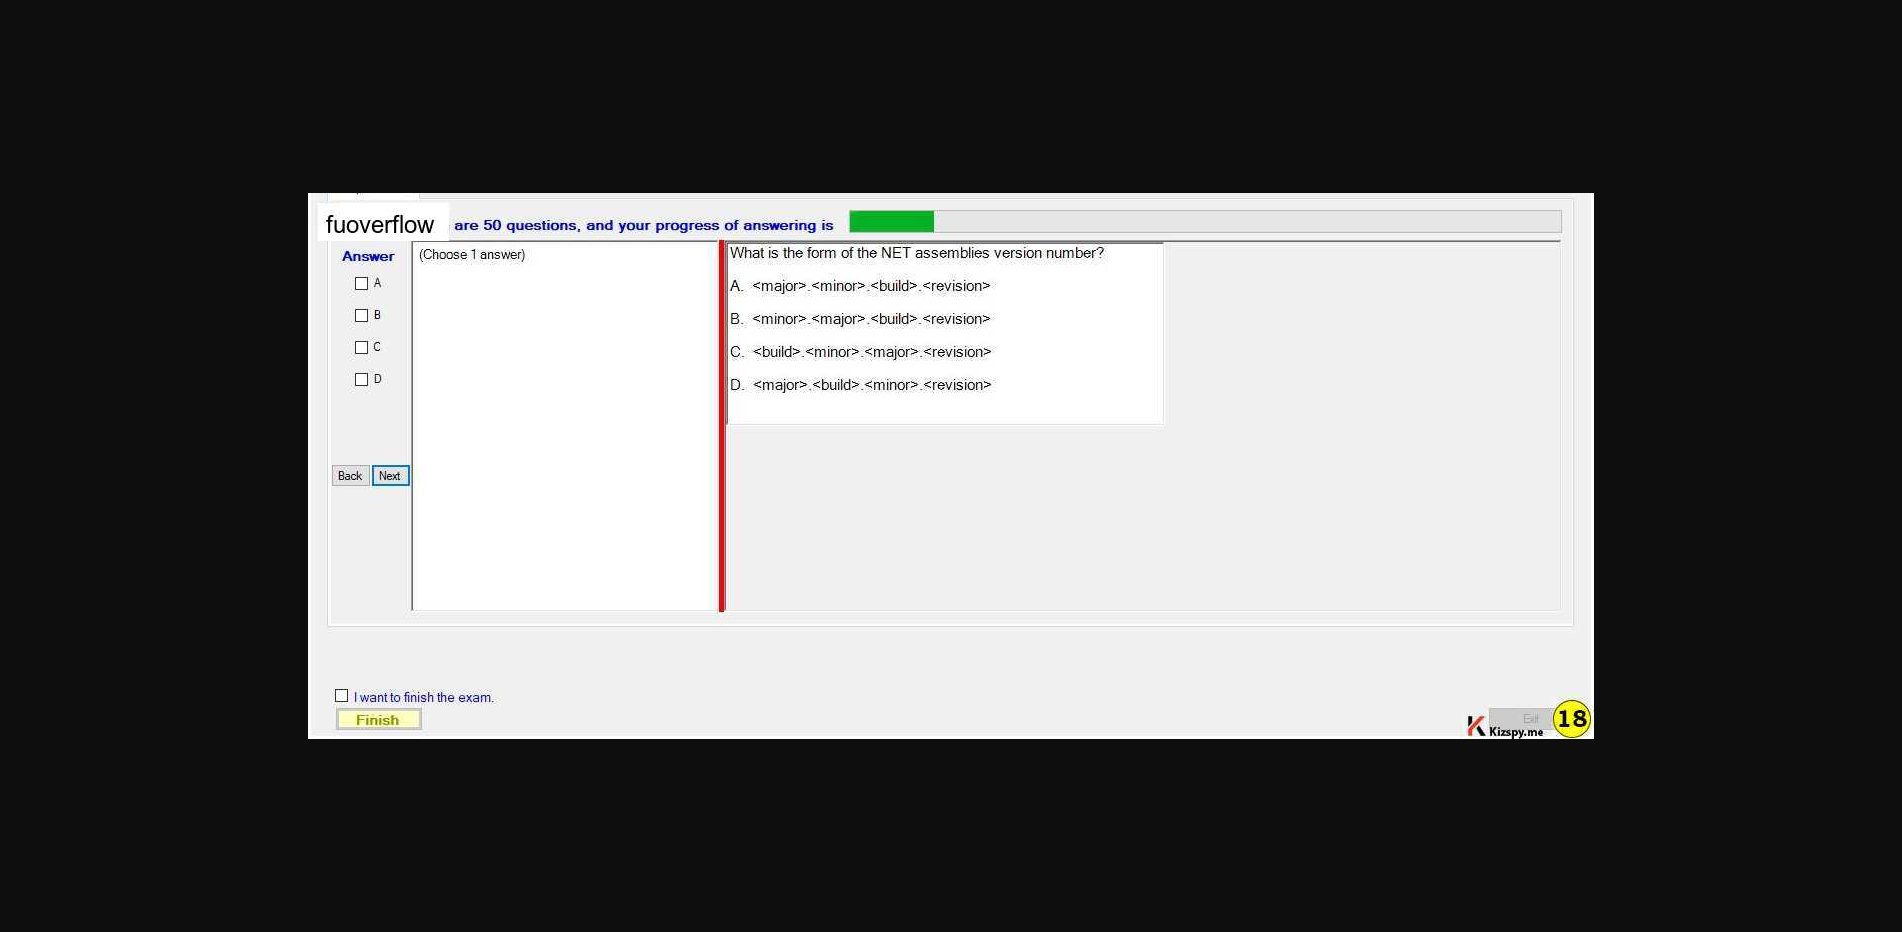 fuoverflow are 50 questions, and your progress of answering is
Answer
(Choose 1 answer)
A
B
C
D
Back Next
What is the form of the NET assemblies version number?
A. <major>.<minor>.<build>.<revision>
B. <minor>.<major>.<build>.<revision>
C. <build>.<minor>.<major>.<revision>
D. <major>.<build>.<minor>.<revision>
I want to finish the exam.
Finish
Exit
Kizspy.me
18